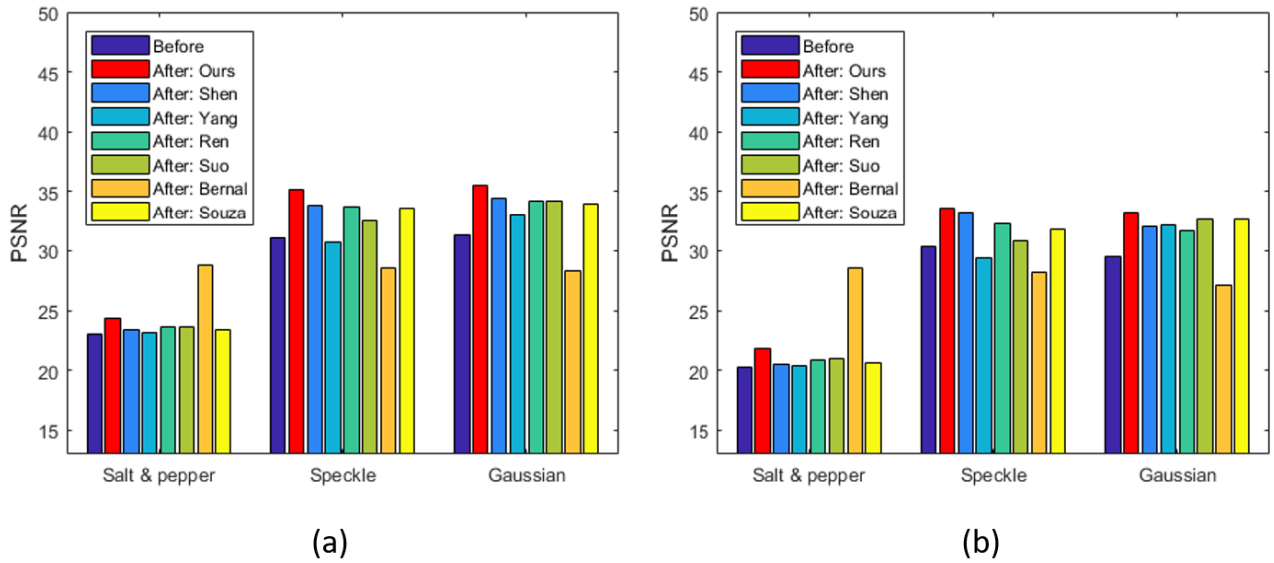 50
45
40
35
30
25
20
15
PSNR
Before
After: Ours
After: Shen
After: Yang
After: Ren
After: Suo
After: Bernal
After: Souza
Salt & pepper
Speckle
Gaussian
(a)
50
45
40
35
30
25
20
15
PSNR
Before
After: Ours
After: Shen
After: Yang
After: Ren
After: Suo
After: Bernal
After: Souza
Salt & pepper
Speckle
Gaussian
(b)